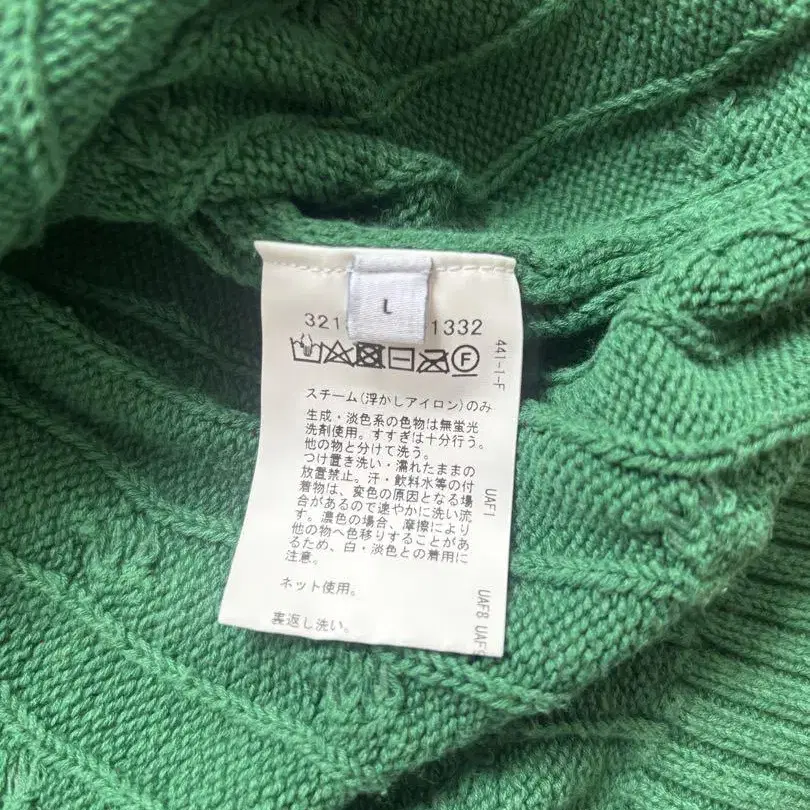 L
321 1332
F
441-1-F
スチーム(浮かしアイロン)のみ
生成・淡色系の色物は無蛍光
洗剤使用。すすぎは十分行う。
他の物と分けて洗う。
つけ置き洗い・濡れたままの
放置禁止。汗・飲料水等の付
着物は、変色の原因となる場
合があるので速やかに洗い流
す。濃色の場合、摩擦により
他の物へ色移りすることがあ
るため、白・淡色との着用に
注意。
ネット使用。
裏返し洗い。
UAF1
UAF8 UAF9